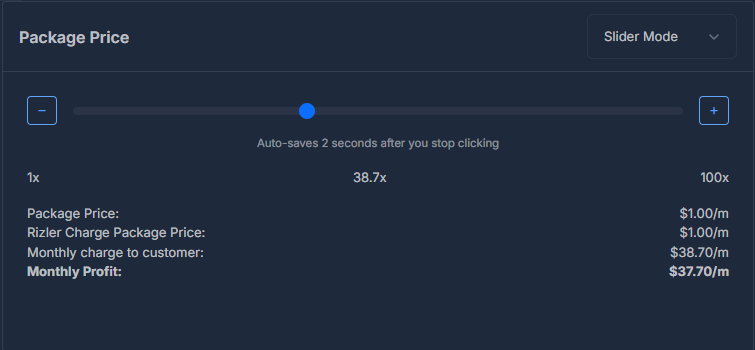 Package Price
Slider Mode
−
+
Auto-saves 2 seconds after you stop clicking
1x 38.7x 100x
Package Price: $1.00/m
Rizler Charge Package Price: $1.00/m
Monthly charge to customer: $38.70/m
Monthly Profit: $37.70/m